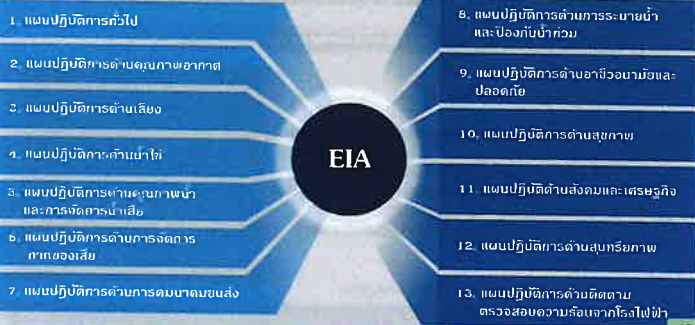 1. แผนปฏิบัติการทั่วไป
2. แผนปฏิบัติการด้านคุณภาพอากาศ
3. แผนปฏิบัติการด้านเสียง
4. แผนปฏิบัติการด้านน้ำใช้
5. แผนปฏิบัติการด้านคุณภาพน้ำ
และการจัดการน้ำเสีย
6. แผนปฏิบัติการด้านการจัดการ
กากของเสีย
7. แผนปฏิบัติการด้านการคมนาคมขนส่ง
EIA
8. แผนปฏิบัติการด้านการระบายน้ำ
และป้องกันน้ำท่วม
9. แผนปฏิบัติการด้านอาชีวอนามัยและ
ปลอดภัย
10. แผนปฏิบัติการด้านสุขภาพ
11. แผนปฏิบัติด้านสังคมและเศรษฐกิจ
12. แผนปฏิบัติการด้านสุนทรียภาพ
13. แผนปฏิบัติการด้านติดตาม
ตรวจสอบความร้อนจากโรงไฟฟ้า